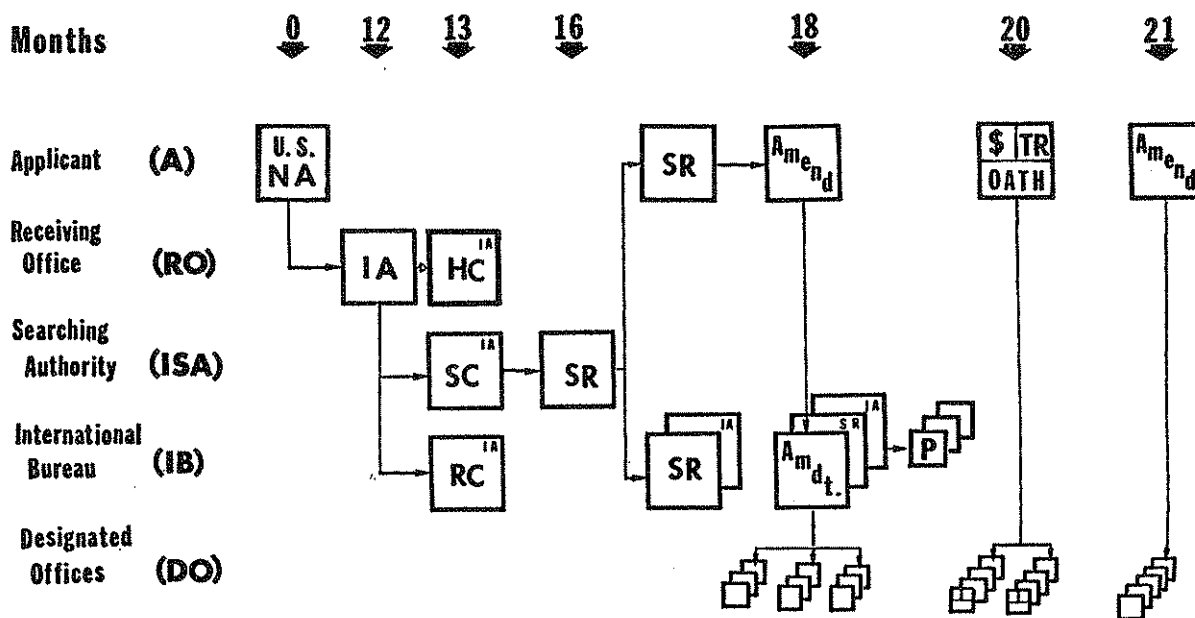 Months 0 12 13 16 18 20 21
Applicant (A)
U.S.
NA
SR
Amend
$ TR
OATH
Amend
Receiving
Office (RO)
IA
IA
HC
Searching
Authority (ISA)
IA
SC
SR
International
Bureau (IB)
IA
RC
IA
SR
IA
SR
Amdt.
P
Designated
Offices (DO)